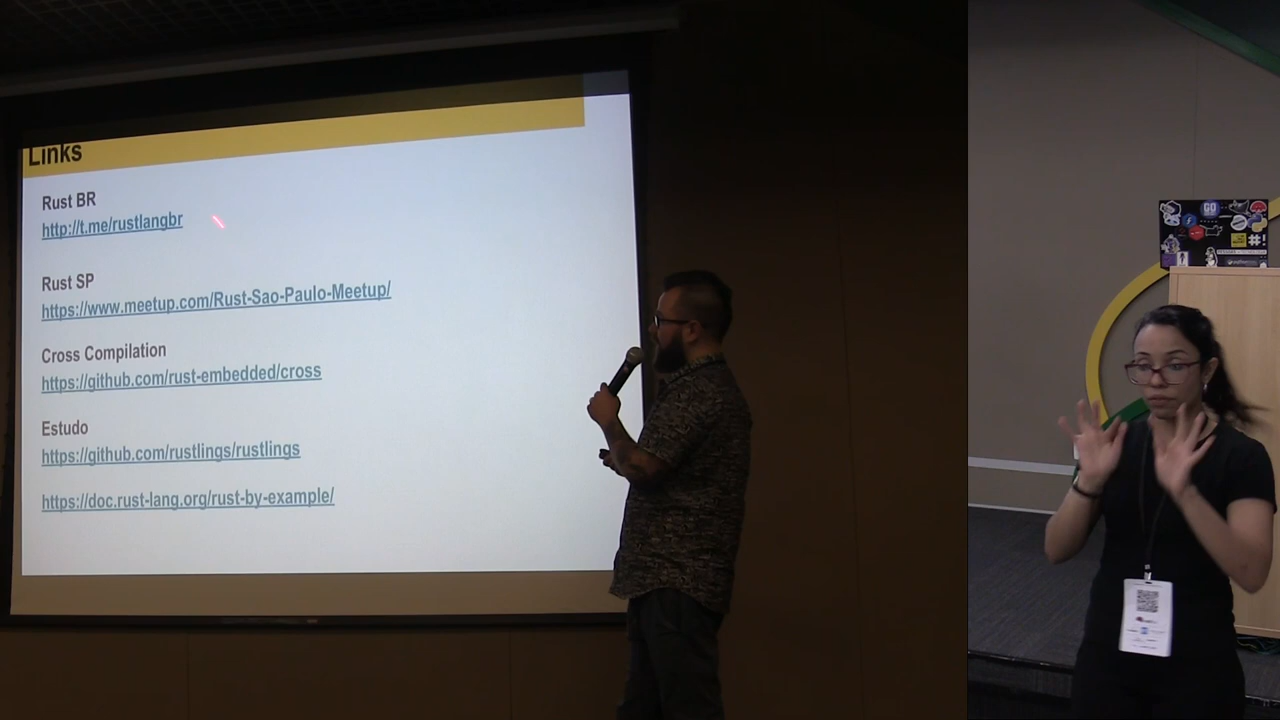 Links
Rust BR
http://t.me/rustlangbr
Rust SP
https://www.meetup.com/Rust-Sao-Paulo-Meetup/
Cross Compilation
https://github.com/rust-embedded/cross
Estudo
https://github.com/rustlings/rustlings
https://doc.rust-lang.org/rust-by-example/
GO
#!